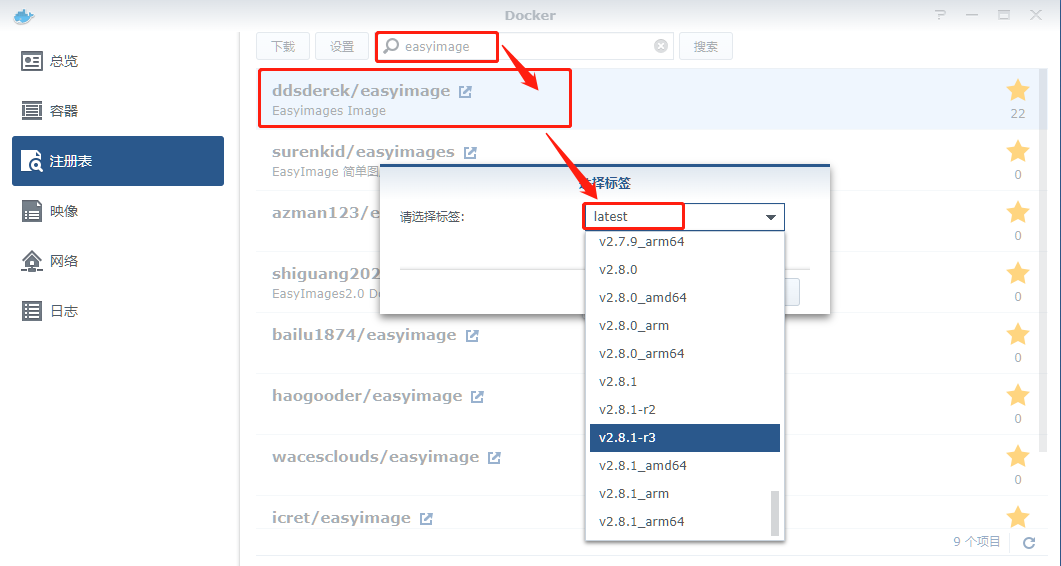 Docker
总览
容器
注册表
映像
网络
日志
下载
设置
easyimage
搜索
ddsderek/easyimage
Easyimages Image
22
surenkid/easyimages
EasyImage 简单图
0
azman123/e
0
shiguang202
EasyImages2.0 De
0
bailu1874/easyimage
0
haogooder/easyimage
0
wacesclouds/easyimage
0
icret/easyimage
选择标签
请选择标签:
latest
v2.7.9_arm64
v2.8.0
v2.8.0_amd64
v2.8.0_arm
v2.8.0_arm64
v2.8.1
v2.8.1-r2
v2.8.1-r3
v2.8.1_amd64
v2.8.1_arm
v2.8.1_arm64
9 个项目